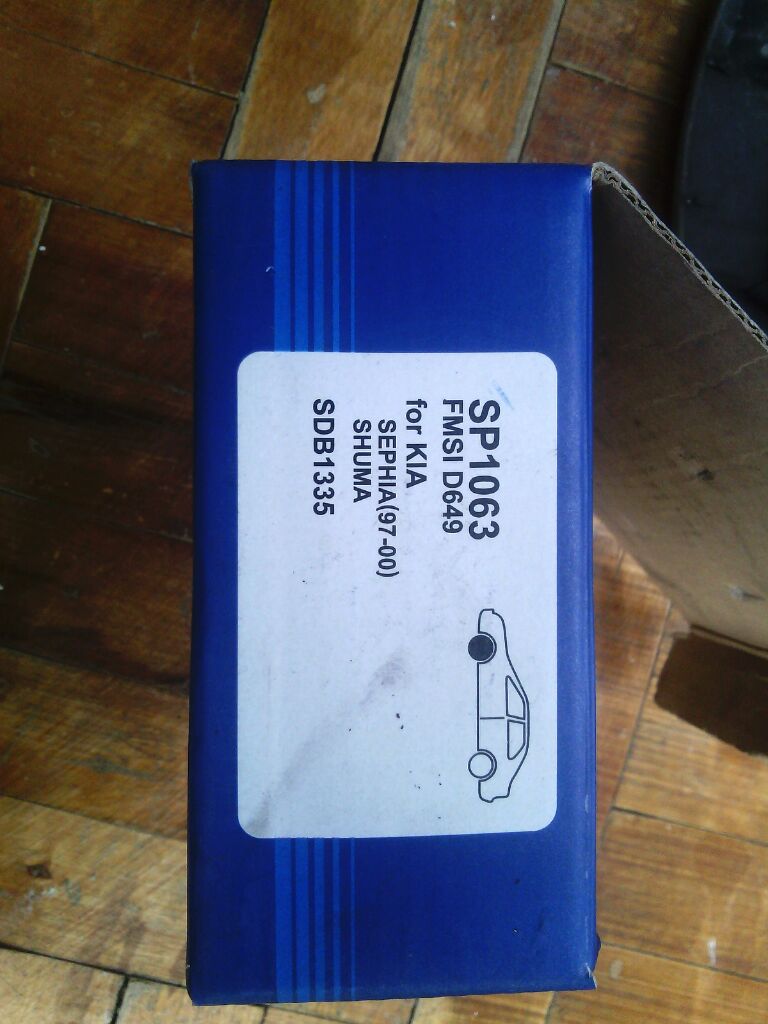 SP1063
FMSI D649
for KIA
SEPHIA(97-00)
SHUMA
SDB1335